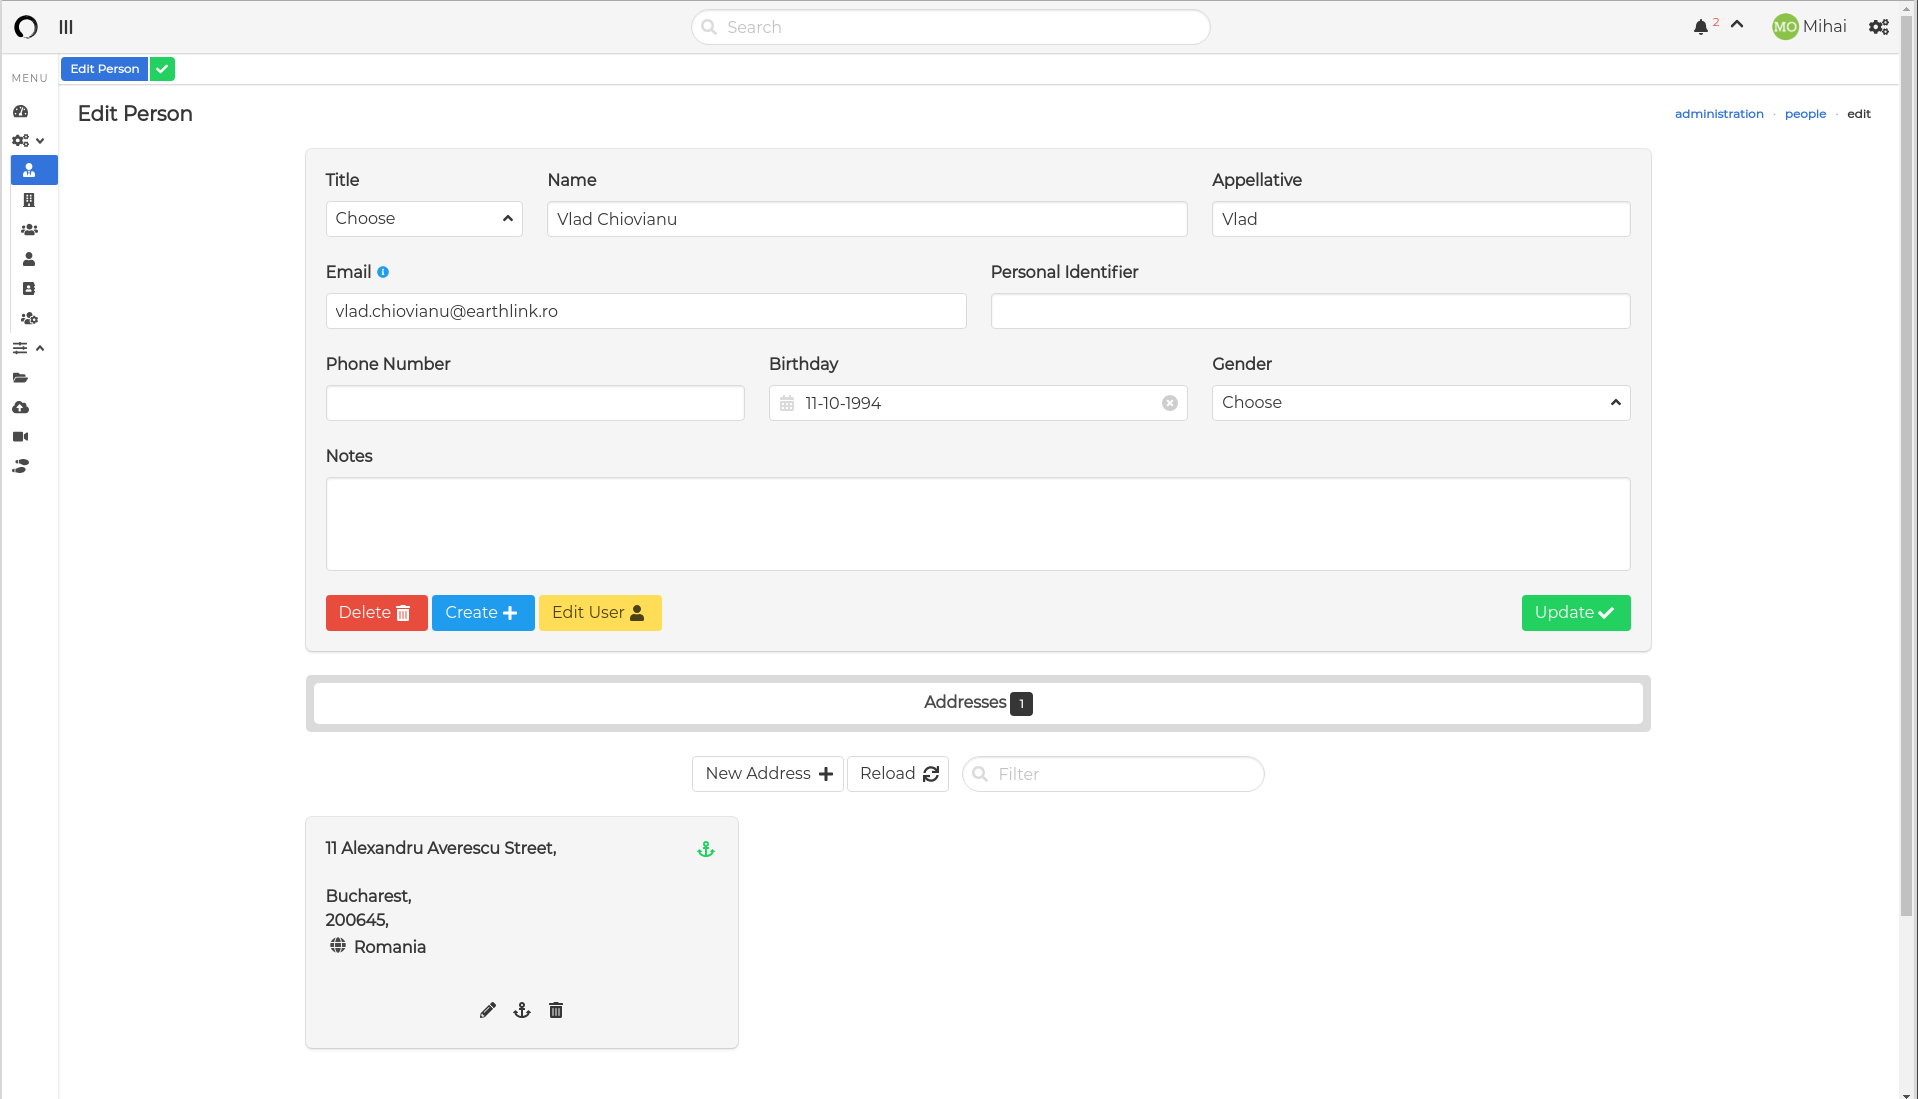 Search
2
MO Mihai
MENU
Edit Person
Edit Person
administration · people · edit
Title
Name
Appellative
Choose
Vlad Chiovianu
Vlad
Email
Personal Identifier
vlad.chiovianu@earthlink.ro
Phone Number
Birthday
Gender
11-10-1994
Choose
Notes
Delete
Create
Edit User
Update
Addresses 1
New Address
Reload
Filter
11 Alexandru Averescu Street,
Bucharest,
200645,
Romania